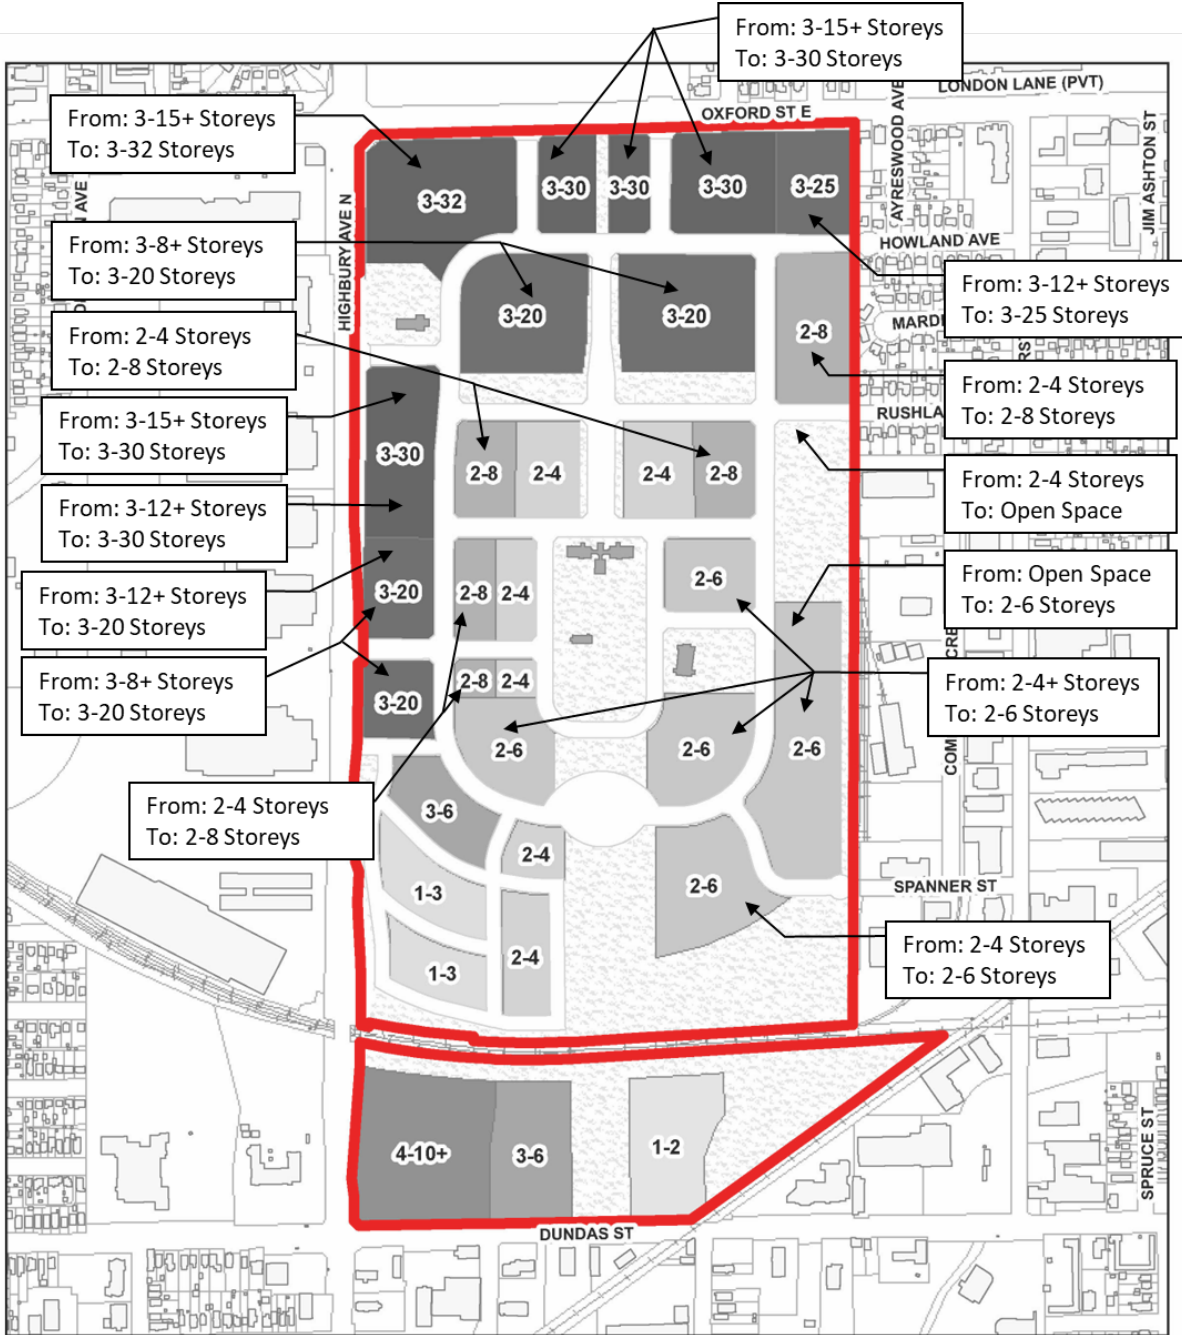 From: 3-15+ Storeys
To: 3-30 Storeys
LONDON LANE (PVT)
OXFORD ST E
From: 3-15+ Storeys
To: 3-32 Storeys
AYRESWOOD AVE
JIM ASHTON ST
AVE
HIGHBURY AVE N
3-32
3-30
3-30
3-30
3-25
From: 3-8+ Storeys
To: 3-20 Storeys
HOWLAND AVE
From: 3-12+ Storeys
To: 3-25 Storeys
3-20
3-20
2-8
From: 2-4 Storeys
To: 2-8 Storeys
From: 2-4 Storeys
To: 2-8 Storeys
From: 3-15+ Storeys
To: 3-30 Storeys
3-30
2-8
2-4
2-4
2-8
From: 2-4 Storeys
To: Open Space
From: 3-12+ Storeys
To: 3-30 Storeys
From: 3-12+ Storeys
To: 3-20 Storeys
3-20
2-8
2-4
2-6
From: Open Space
To: 2-6 Storeys
From: 3-8+ Storeys
To: 3-20 Storeys
3-20
2-8
2-4
From: 2-4+ Storeys
To: 2-6 Storeys
2-6
2-6
2-6
From: 2-4 Storeys
To: 2-8 Storeys
3-6
2-4
1-3
2-6
SPANNER ST
From: 2-4 Storeys
To: 2-6 Storeys
2-4
1-3
4-10+
3-6
1-2
SPRUCE ST
DUNDAS ST